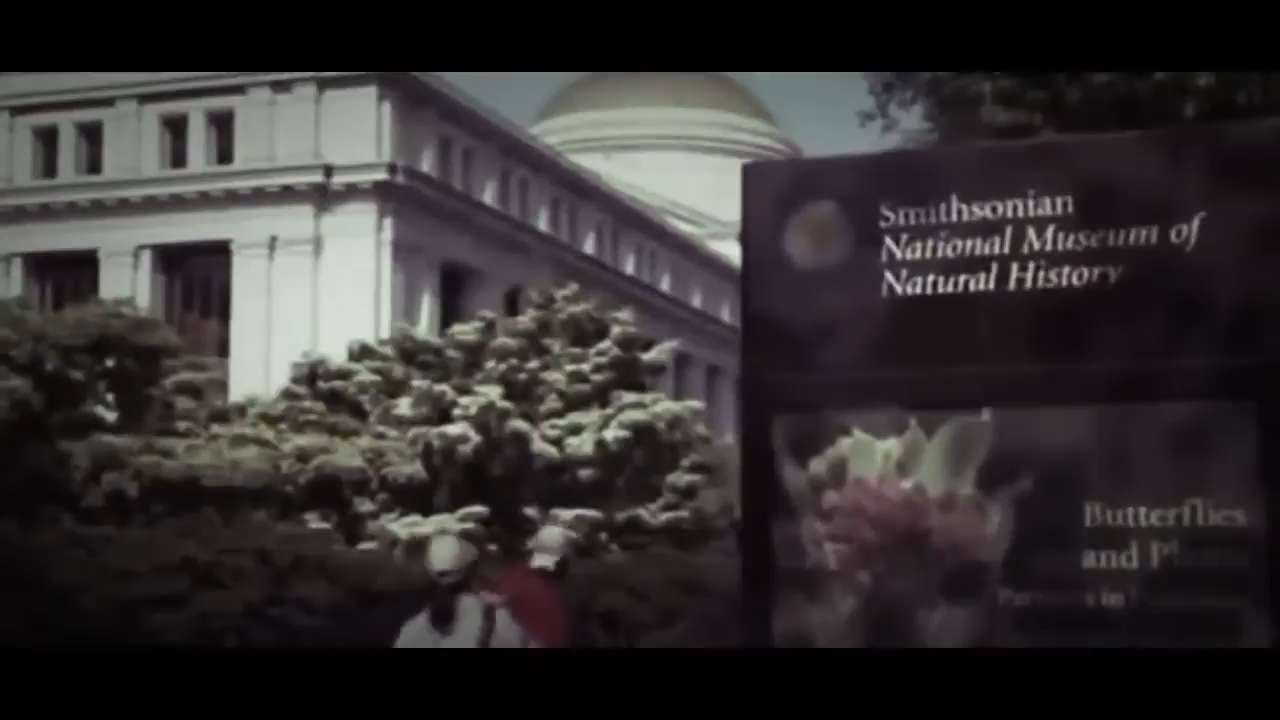 Smithsonian
National Museum of
Natural History
Butterflies
and